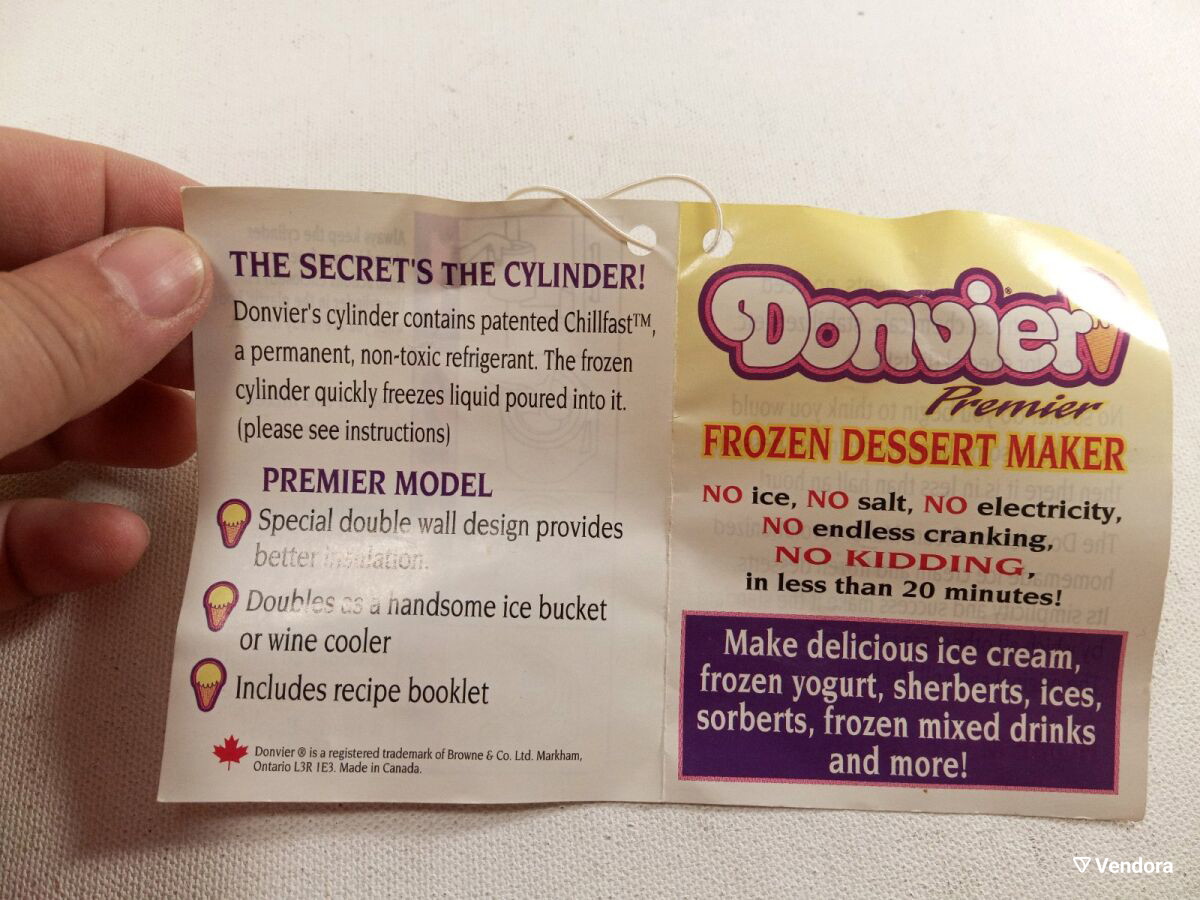 THE SECRET'S THE CYLINDER!
Donvier's cylinder contains patented Chillfast™,
a permanent, non-toxic refrigerant. The frozen
cylinder quickly freezes liquid poured into it.
(please see instructions)
PREMIER MODEL
Special double wall design provides
better insulation.
Doubles as a handsome ice bucket
or wine cooler
Includes recipe booklet
Donvier ® is a registered trademark of Browne & Co. Ltd. Markham,
Ontario L3R 1E3. Made in Canada.
Donvier®
Premier
FROZEN DESSERT MAKER
NO ice, NO salt, NO electricity,
NO endless cranking,
NO KIDDING,
in less than 20 minutes!
Make delicious ice cream,
frozen yogurt, sherberts, ices,
sorberts, frozen mixed drinks
and more!
Vendora